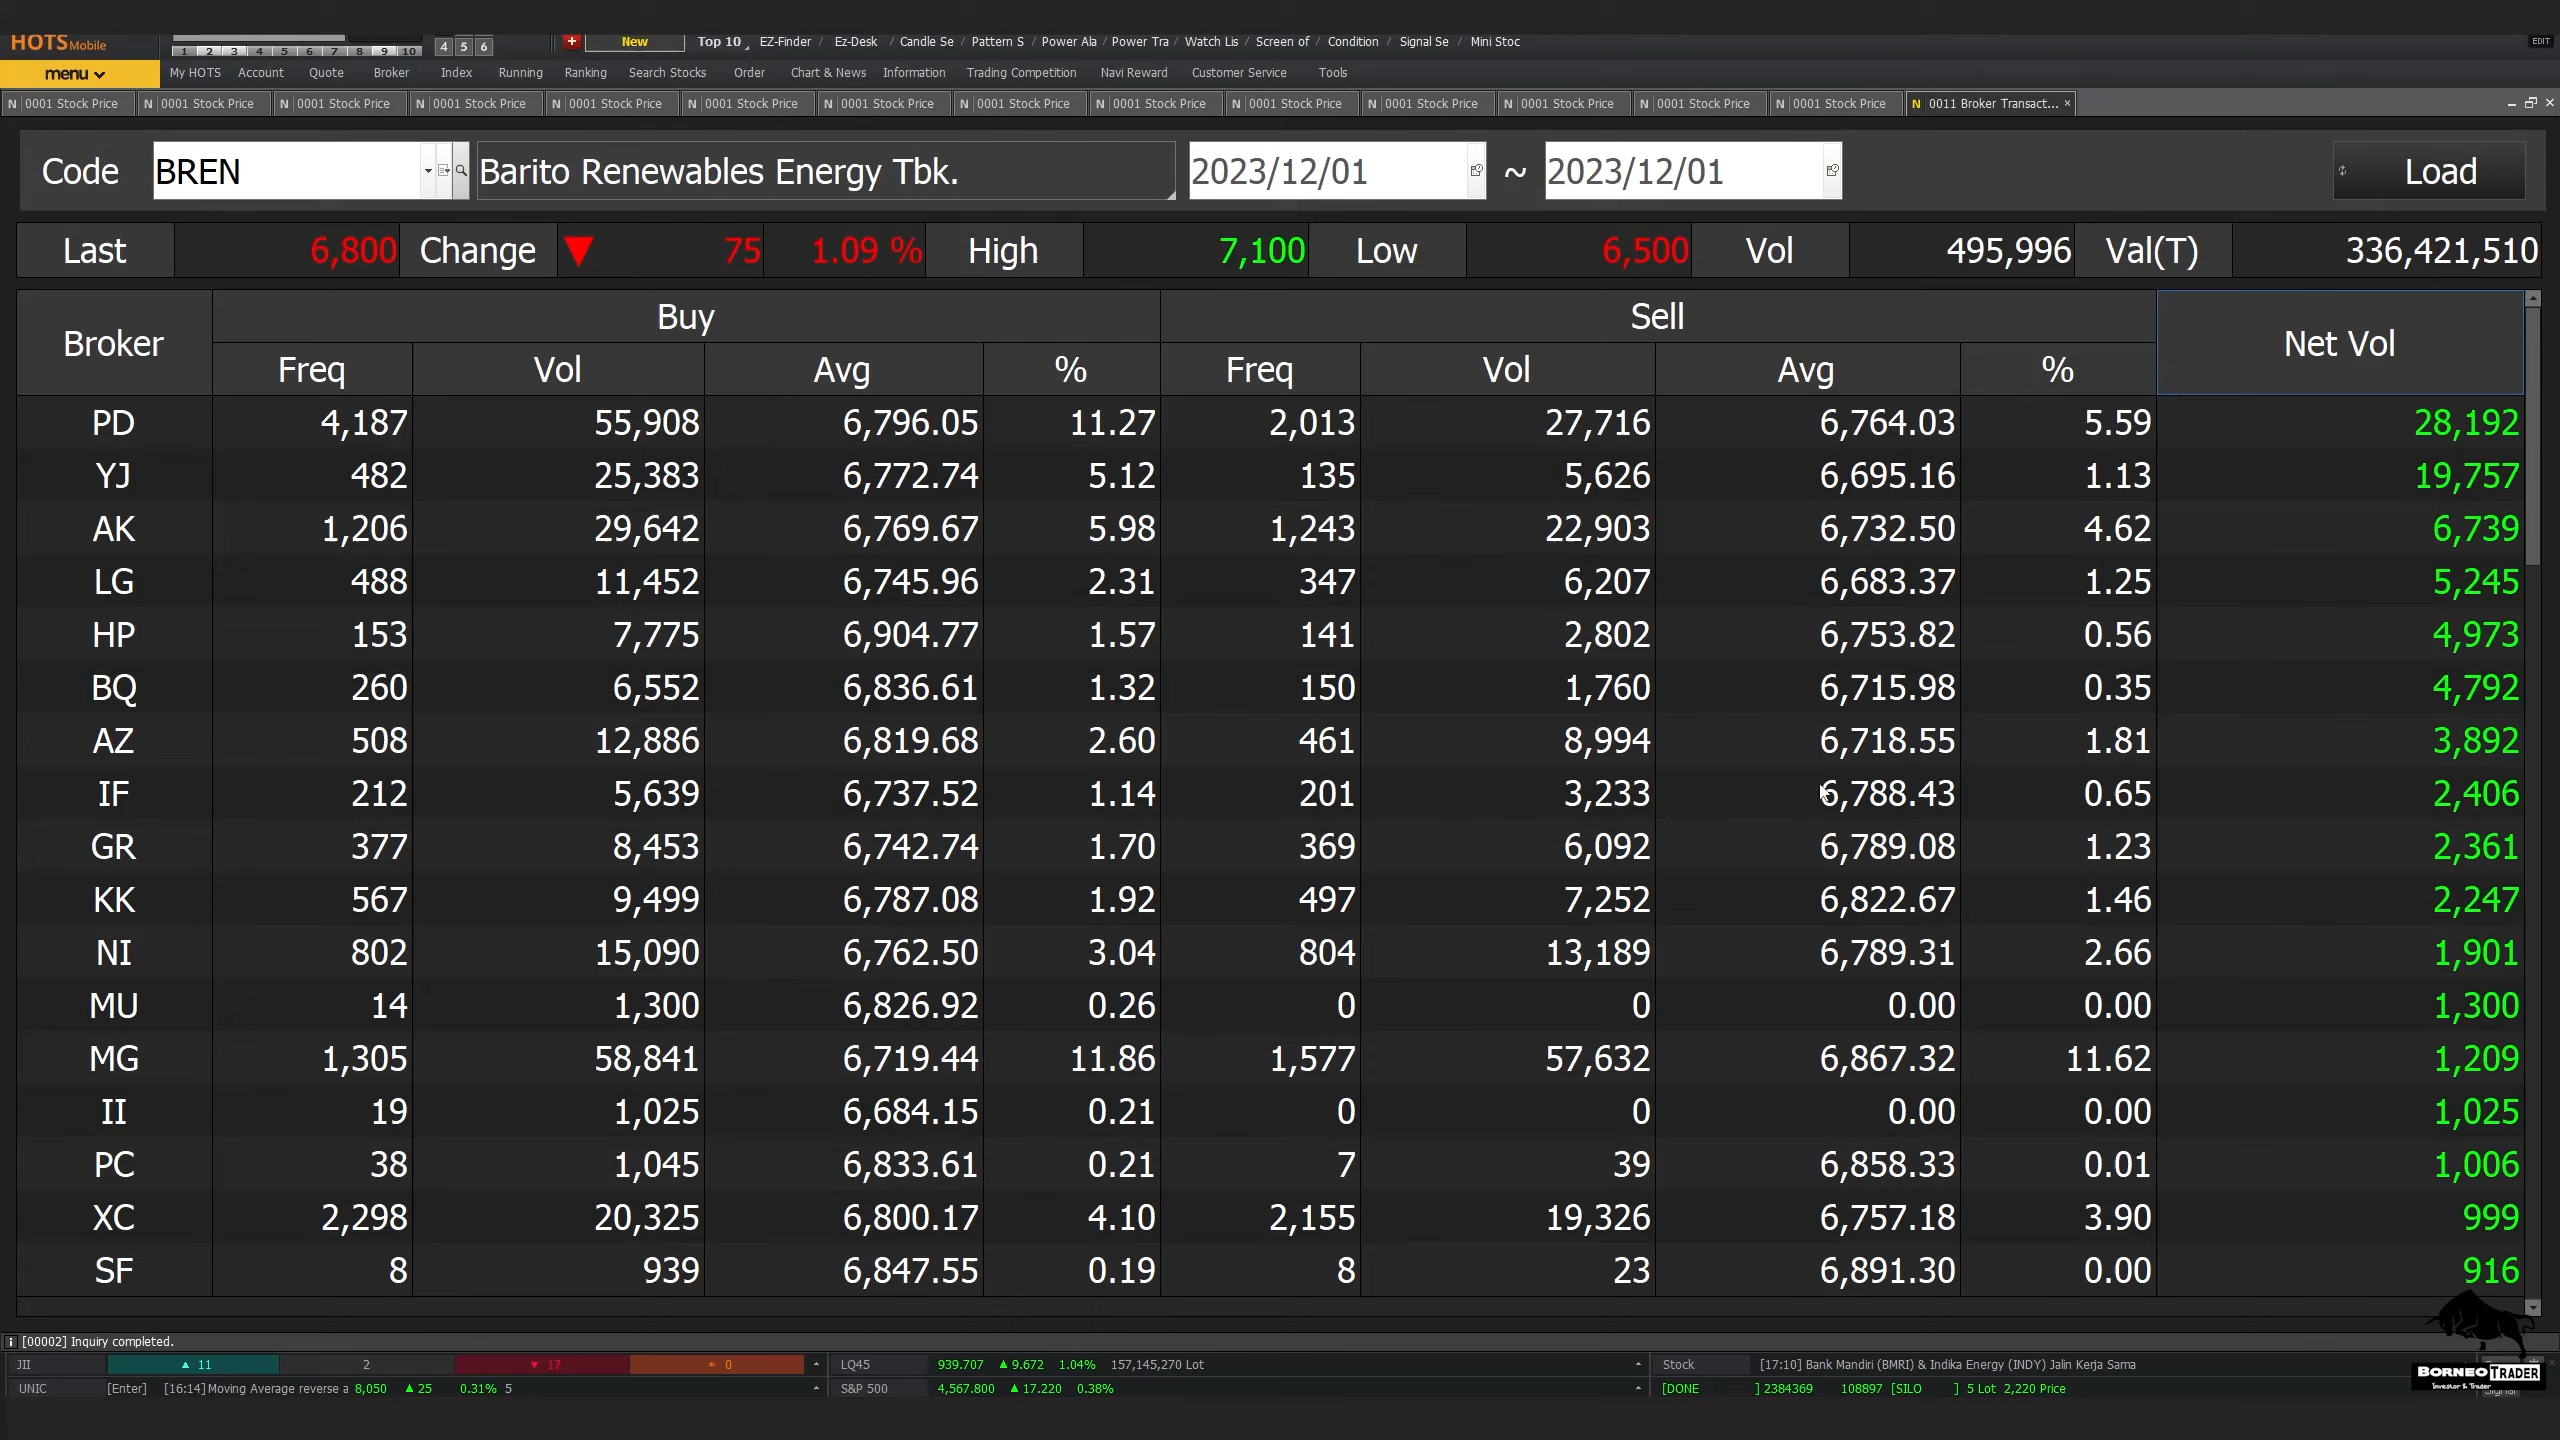 HOTS Mobile
1 2 3 4 5 6 7 8 9 10 4 5 6 New Top 10 EZ-Finder / Ez-Desk / Candle Se / Pattern S / Power Ala / Power Tra / Watch Lis / Screen of / Condition / Signal Se / Mini Stoc EDIT
menu My HOTS Account Quote Broker Index Running Ranking Search Stocks Order Chart & News Information Trading Competition Navi Reward Customer Service Tools
N 0001 Stock Price N 0001 Stock Price N 0001 Stock Price N 0001 Stock Price N 0001 Stock Price N 0001 Stock Price N 0001 Stock Price N 0001 Stock Price N 0001 Stock Price N 0001 Stock Price N 0001 Stock Price N 0001 Stock Price N 0001 Stock Price N 0001 Stock Price N 0011 Broker Transact... ×
Code BREN Barito Renewables Energy Tbk. 2023/12/01 ~ 2023/12/01 Load
Last 6,800 Change ▼ 75 1.09 % High 7,100 Low 6,500 Vol 495,996 Val(T) 336,421,510
Broker Buy Sell Net Vol
Freq Vol Avg % Freq Vol Avg %
PD 4,187 55,908 6,796.05 11.27 2,013 27,716 6,764.03 5.59 28,192
YJ 482 25,383 6,772.74 5.12 135 5,626 6,695.16 1.13 19,757
AK 1,206 29,642 6,769.67 5.98 1,243 22,903 6,732.50 4.62 6,739
LG 488 11,452 6,745.96 2.31 347 6,207 6,683.37 1.25 5,245
HP 153 7,775 6,904.77 1.57 141 2,802 6,753.82 0.56 4,973
BQ 260 6,552 6,836.61 1.32 150 1,760 6,715.98 0.35 4,792
AZ 508 12,886 6,819.68 2.60 461 8,994 6,718.55 1.81 3,892
IF 212 5,639 6,737.52 1.14 201 3,233 6,788.43 0.65 2,406
GR 377 8,453 6,742.74 1.70 369 6,092 6,789.08 1.23 2,361
KK 567 9,499 6,787.08 1.92 497 7,252 6,822.67 1.46 2,247
NI 802 15,090 6,762.50 3.04 804 13,189 6,789.31 2.66 1,901
MU 14 1,300 6,826.92 0.26 0 0 0.00 0.00 1,300
MG 1,305 58,841 6,719.44 11.86 1,577 57,632 6,867.32 11.62 1,209
II 19 1,025 6,684.15 0.21 0 0 0.00 0.00 1,025
PC 38 1,045 6,833.61 0.21 7 39 6,858.33 0.01 1,006
XC 2,298 20,325 6,800.17 4.10 2,155 19,326 6,757.18 3.90 999
SF 8 939 6,847.55 0.19 8 23 6,891.30 0.00 916
i [00002] Inquiry completed.
JII ▲ 11 2 ▼ 17 * 0 LQ45 939.707 ▲ 9.672 1.04% 157,145,270 Lot Stock [17:10] Bank Mandiri (BMRI) & Indika Energy (INDY) Jalin Kerja Sama
UNIC [Enter] [16:14]Moving Average reverse a 8,050 ▲ 25 0.31% 5 S&P 500 4,567.800 ▲ 17.220 0.38% [DONE ] 2384369 108897 [SILO ] 5 Lot 2,220 Price
BORNEO TRADER
Investor & Trader